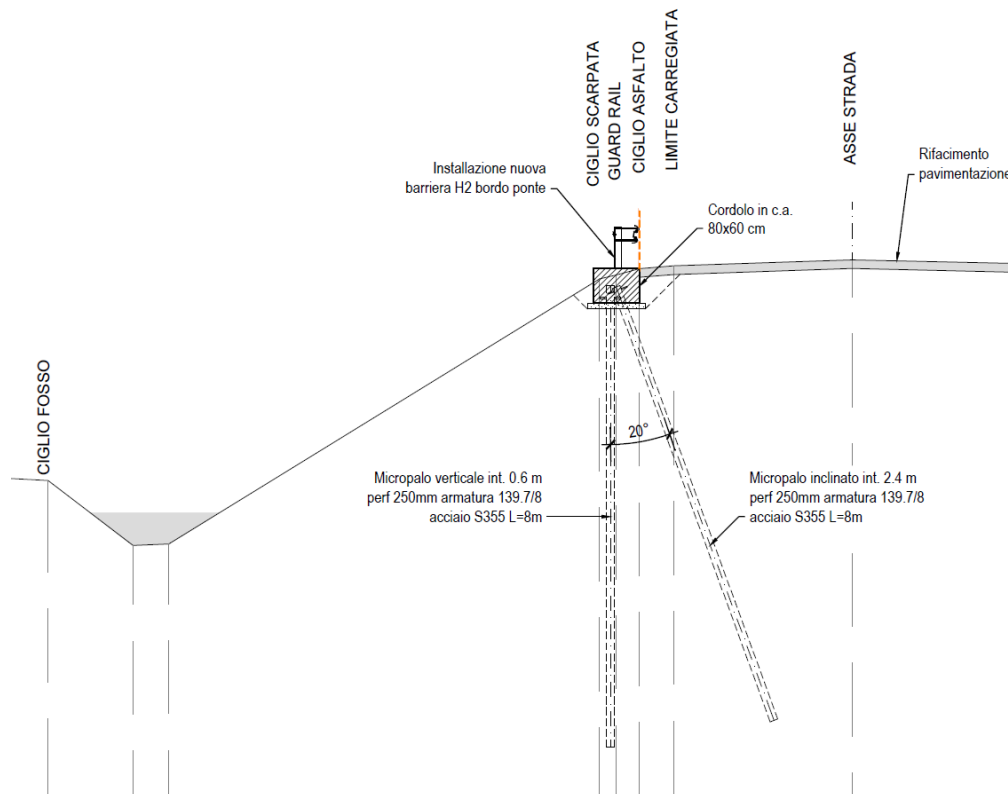 CIGLIO SCARPATA
GUARD RAIL
CIGLIO ASFALTO
LIMITE CARREGIATA
ASSE STRADA
Installazione nuova
barriera H2 bordo ponte
Cordolo in c.a.
80x60 cm
Rifacimento
pavimentazione
CIGLIO FOSSO
20°
Micropalo verticale int. 0.6 m
perf 250mm armatura 139.7/8
acciaio S355 L=8m
Micropalo inclinato int. 2.4 m
perf 250mm armatura 139.7/8
acciaio S355 L=8m